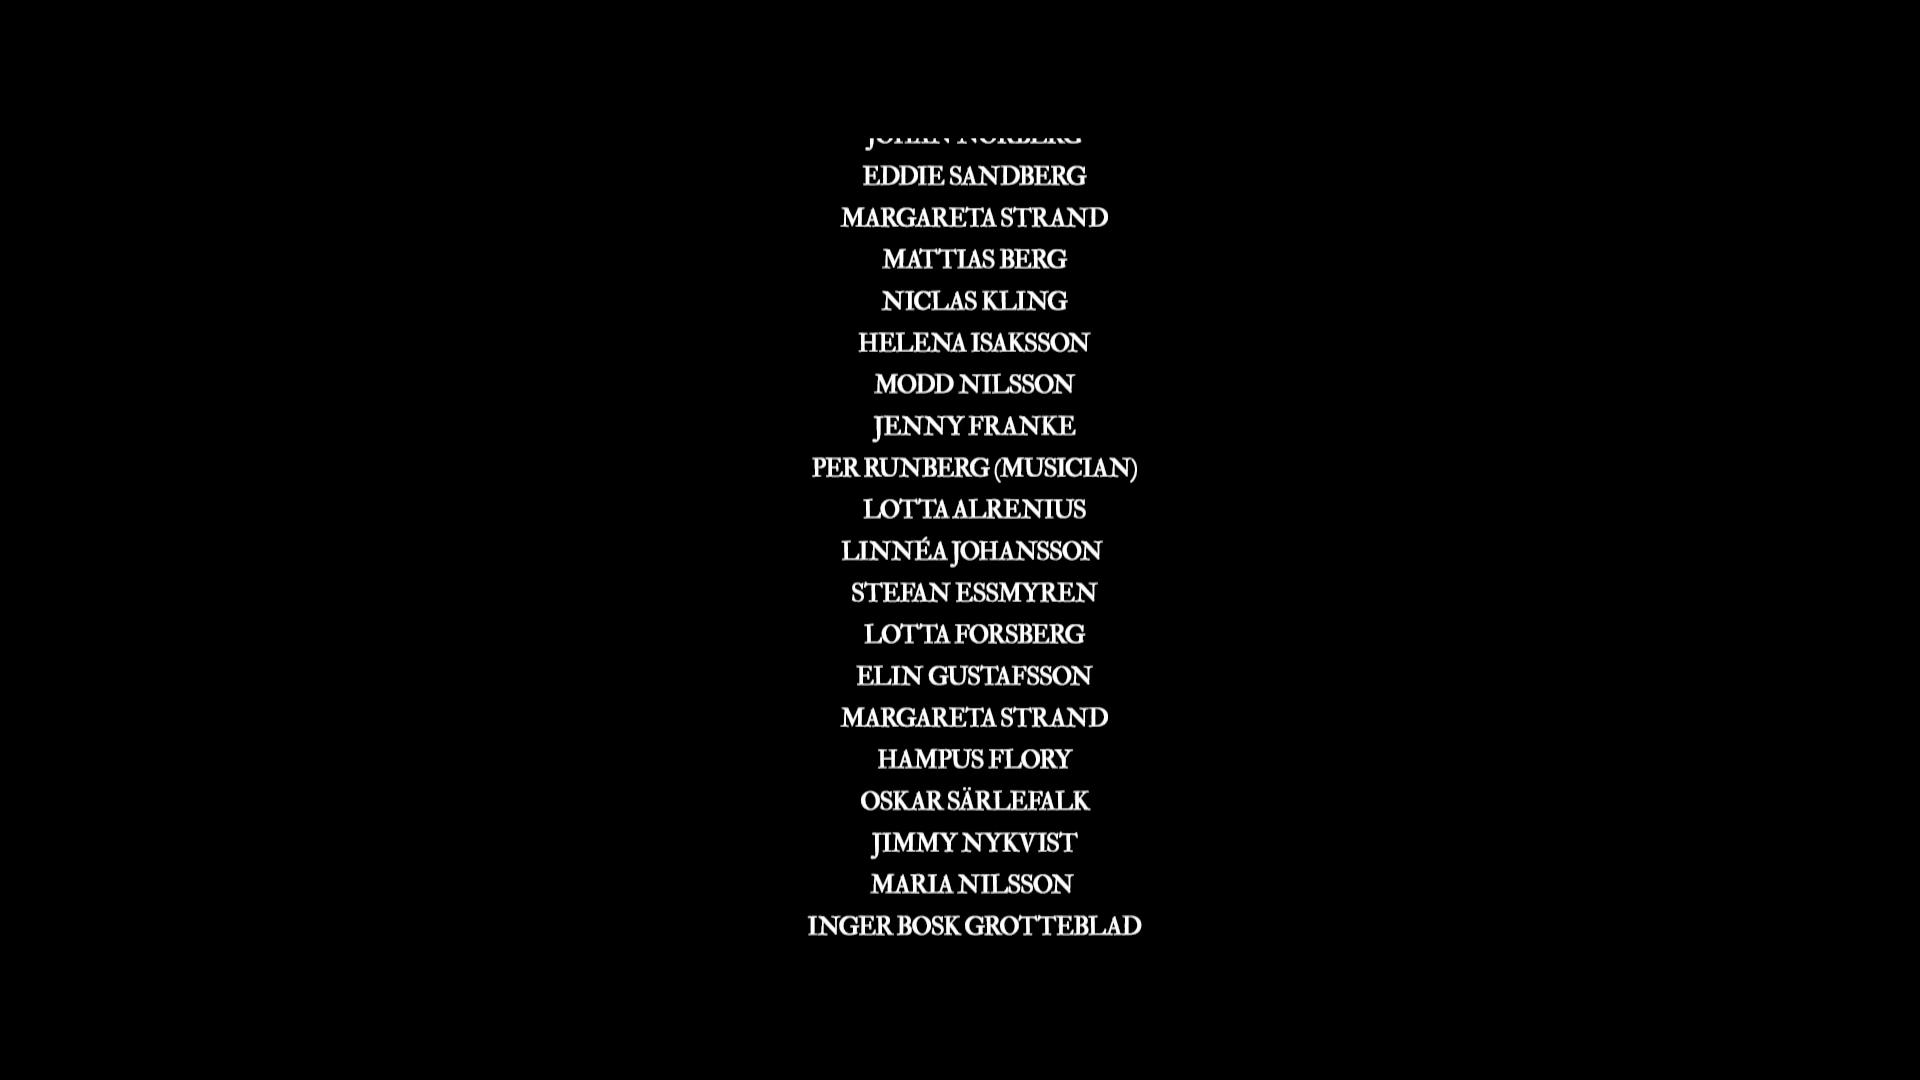 JOHAN NORBERG
EDDIE SANDBERG
MARGARETA STRAND
MATTIAS BERG
NICLAS KLING
HELENA ISAKSSON
MODD NILSSON
JENNY FRANKE
PER RUNBERG (MUSICIAN)
LOTTA ALRENIUS
LINNÉA JOHANSSON
STEFAN ESSMYREN
LOTTA FORSBERG
ELIN GUSTAFSSON
MARGARETA STRAND
HAMPUS FLORY
OSKAR SÄRLEFALK
JIMMY NYKVIST
MARIA NILSSON
INGER BOSK GROTTEBLAD